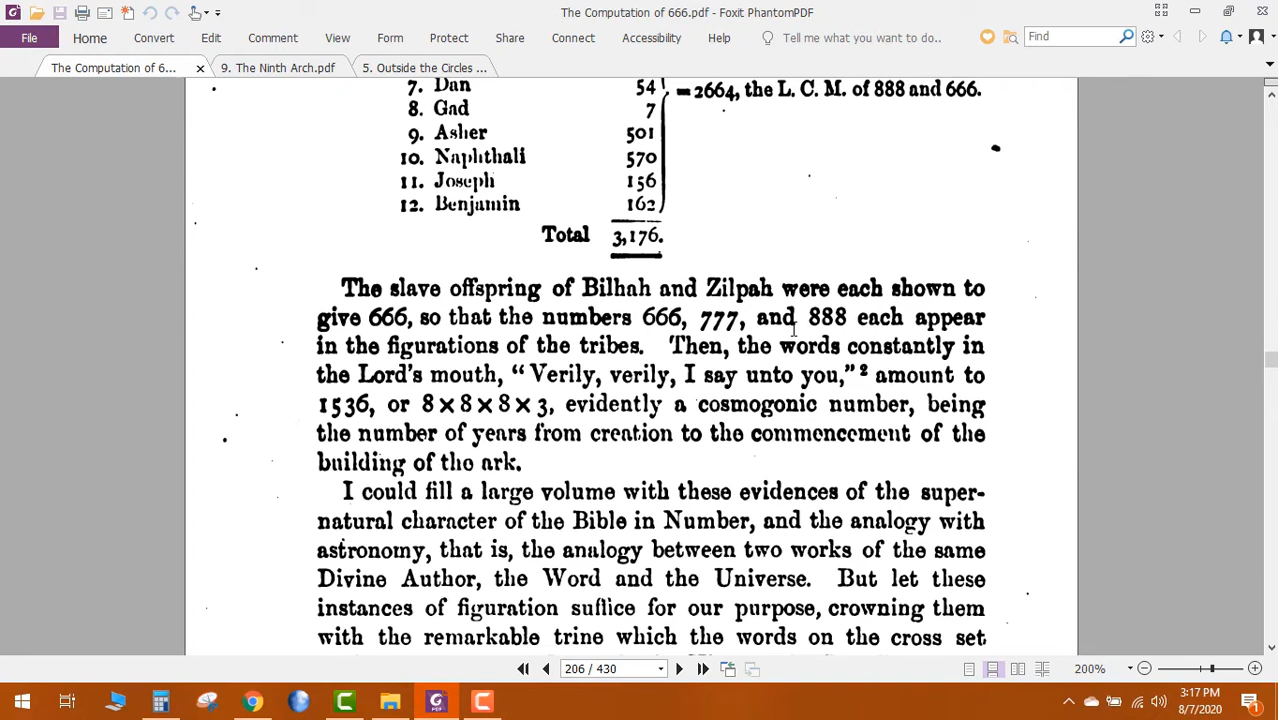 The Computation of 666.pdf - Foxit PhantomPDF
File Home Convert Edit Comment View Form Protect Share Connect Accessibility Help Tell me what you want to do.. Find
The Computation of 6... 9. The Ninth Arch.pdf 5. Outside the Circles ...
7. Dan 54
= 2664, the L. C. M. of 888 and 666.
8. Gad 7
9. Asher 501
10. Naphthali 570
11. Joseph 156
12. Benjamin 162
Total 3,176.
The slave offspring of Bilhah and Zilpah were each shown to
give 666, so that the numbers 666, 777, and 888 each appear
in the figurations of the tribes. Then, the words constantly in
the Lord's mouth, "Verily, verily, I say unto you,"² amount to
1536, or 8 × 8 × 8 × 3, evidently a cosmogonic number, being
the number of years from creation to the commencement of the
building of the ark.
I could fill a large volume with these evidences of the super-
natural character of the Bible in Number, and the analogy with
astronomy, that is, the analogy between two works of the same
Divine Author, the Word and the Universe. But let these
instances of figuration suffice for our purpose, crowning them
with the remarkable trine which the words on the cross set
206 / 430
200%
3:17 PM
8/7/2020
1